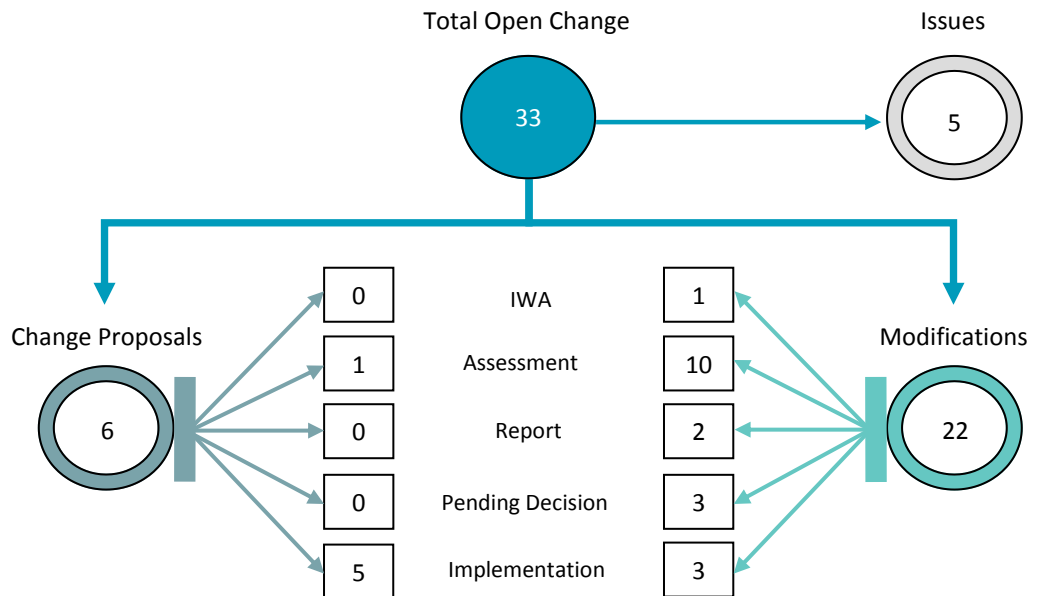 Total Open Change
Issues
33
5
0
IWA
1
Change Proposals
Modifications
1
Assessment
10
6
0
Report
2
22
0
Pending Decision
3
5
Implementation
3